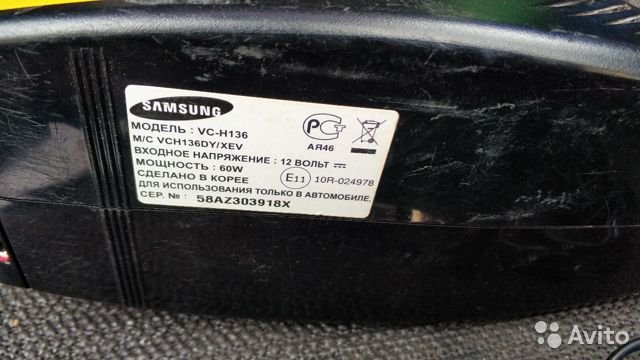 SAMSUNG
МОДЕЛЬ : VC-H136
M/C VCH136DY/XEV
ВХОДНОЕ НАПРЯЖЕНИЕ : 12 ВОЛЬТ
МОЩНОСТЬ : 60W
СДЕЛАНО В КОРЕЕ
E11 10R-024978
ДЛЯ ИСПОЛЬЗОВАНИЯ ТОЛЬКО В АВТОМОБИЛЕ.
СЕР. № : 58AZ303918X
РСТ
АЯ46
Avito